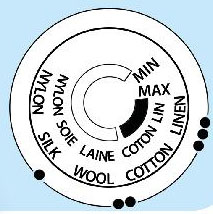 MIN
MAX
NYLON SOIE LAINE COTON LIN
NYLON SILK WOOL COTTON LINEN